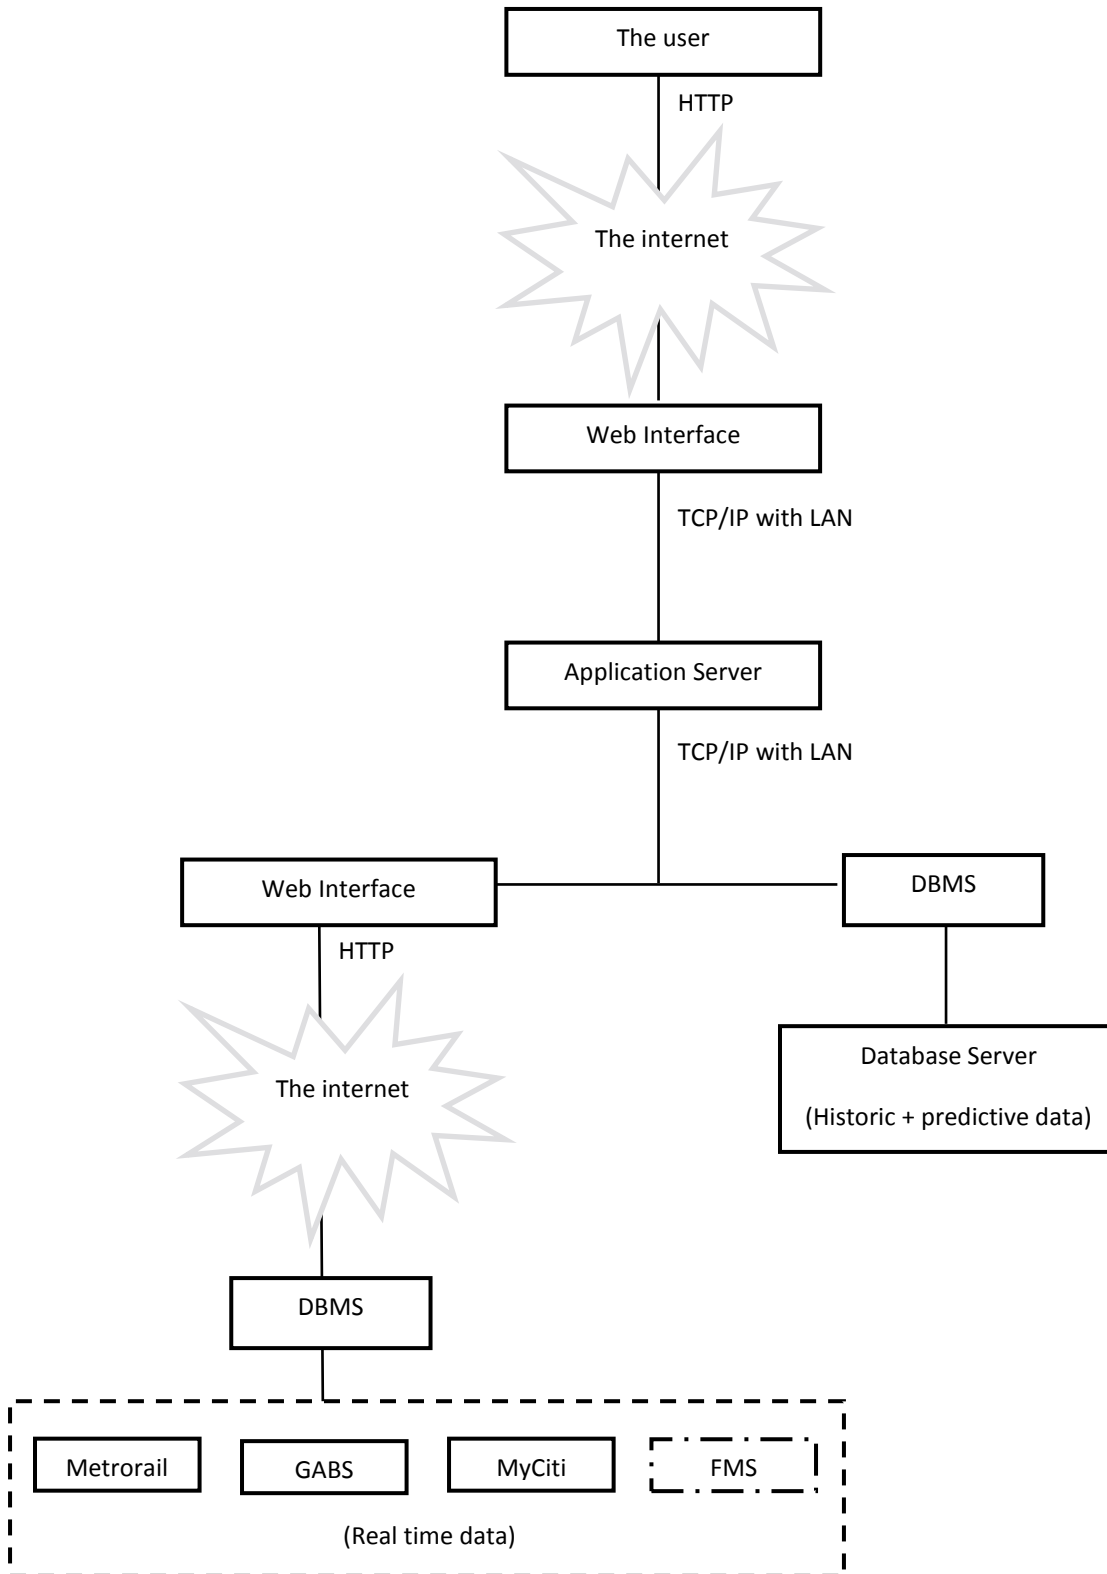 The user
HTTP
The internet
Web Interface
TCP/IP with LAN
Application Server
TCP/IP with LAN
Web Interface
DBMS
HTTP
Database Server
(Historic + predictive data)
The internet
DBMS
Metrorail
GABS
MyCiti
FMS
(Real time data)